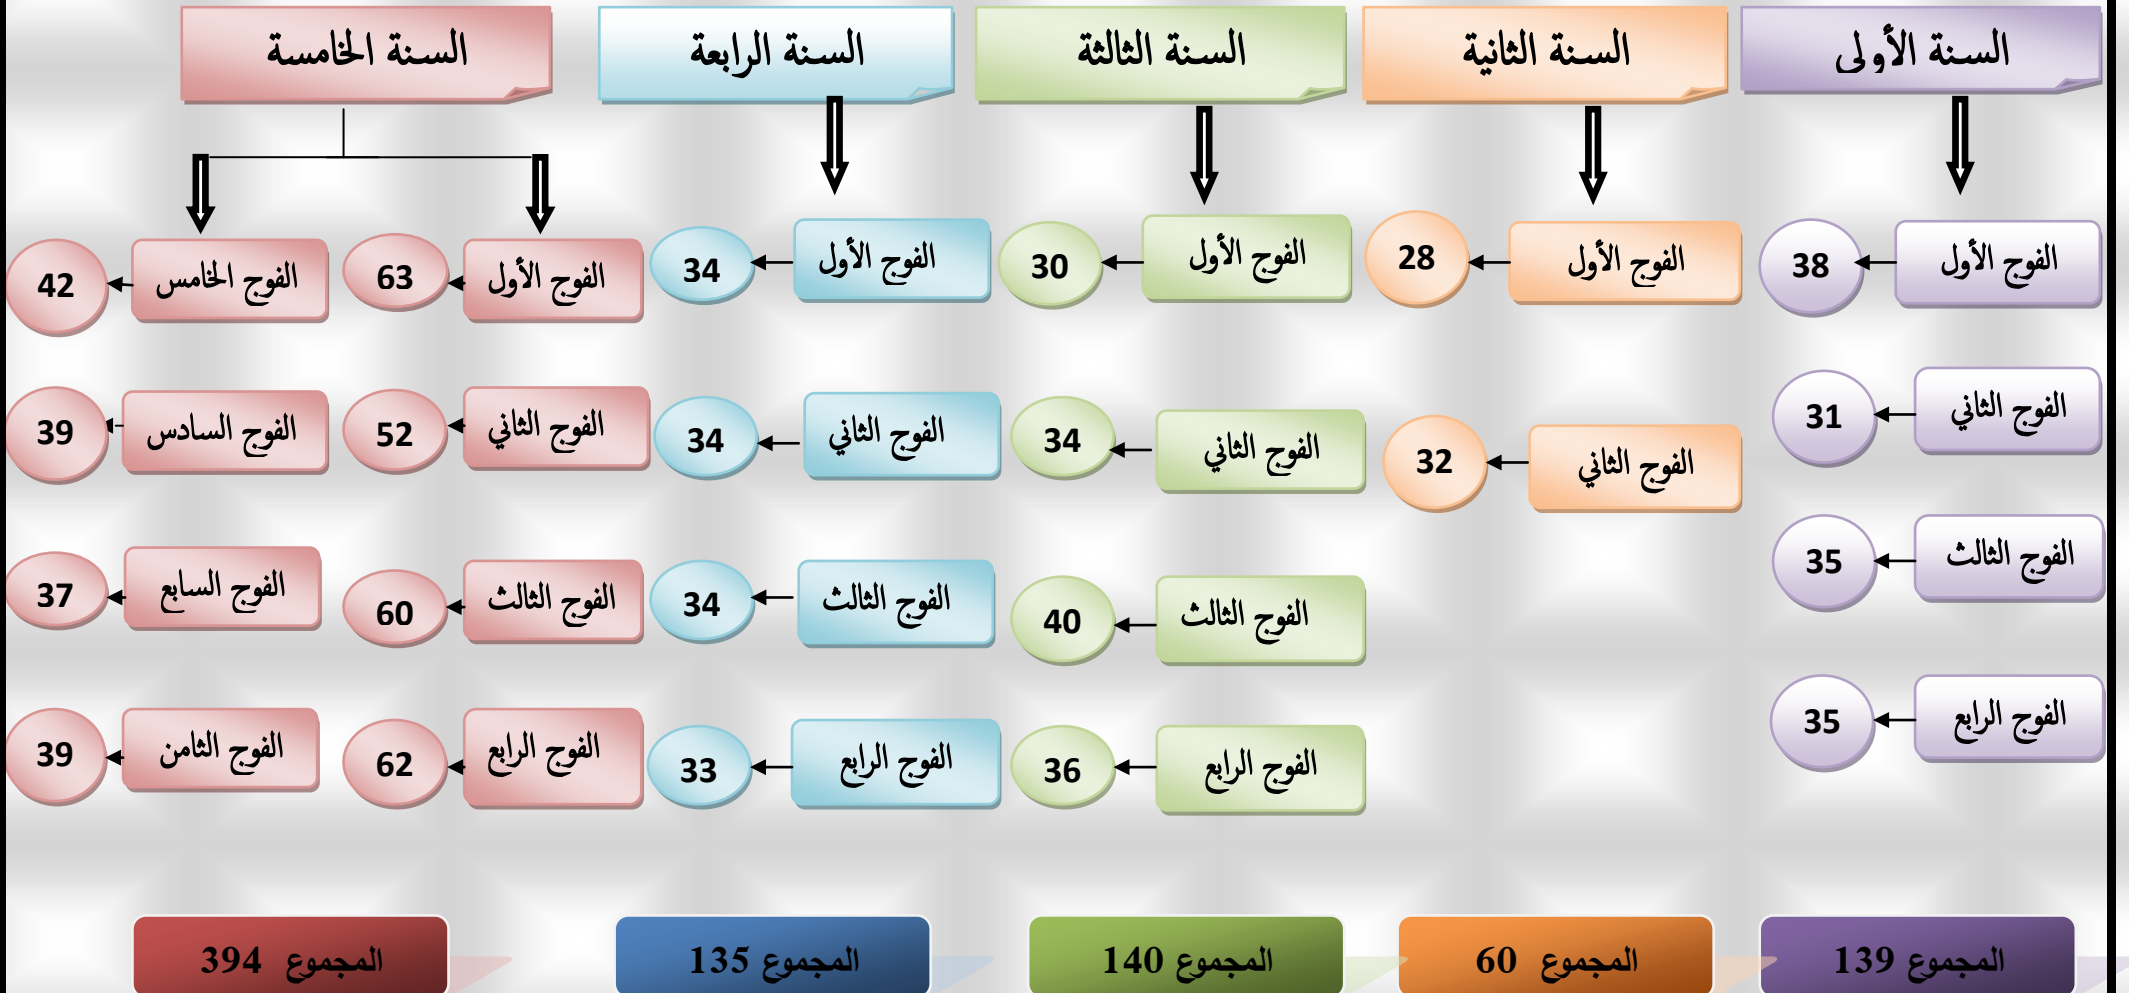 السنة الأولى
السنة الثانية
السنة الثالثة
السنة الرابعة
السنة الخامسة
الفوج الأول
38
الفوج الثاني
31
الفوج الثالث
35
الفوج الرابع
35
الفوج الأول
28
الفوج الثاني
32
الفوج الأول
30
الفوج الثاني
34
الفوج الثالث
40
الفوج الرابع
36
الفوج الأول
34
الفوج الثاني
34
الفوج الثالث
34
الفوج الرابع
33
الفوج الأول
63
الفوج الثاني
52
الفوج الثالث
60
الفوج الرابع
62
الفوج الخامس
42
الفوج السادس
39
الفوج السابع
37
الفوج الثامن
39
المجموع 139
المجموع 60
المجموع 140
المجموع 135
المجموع 394